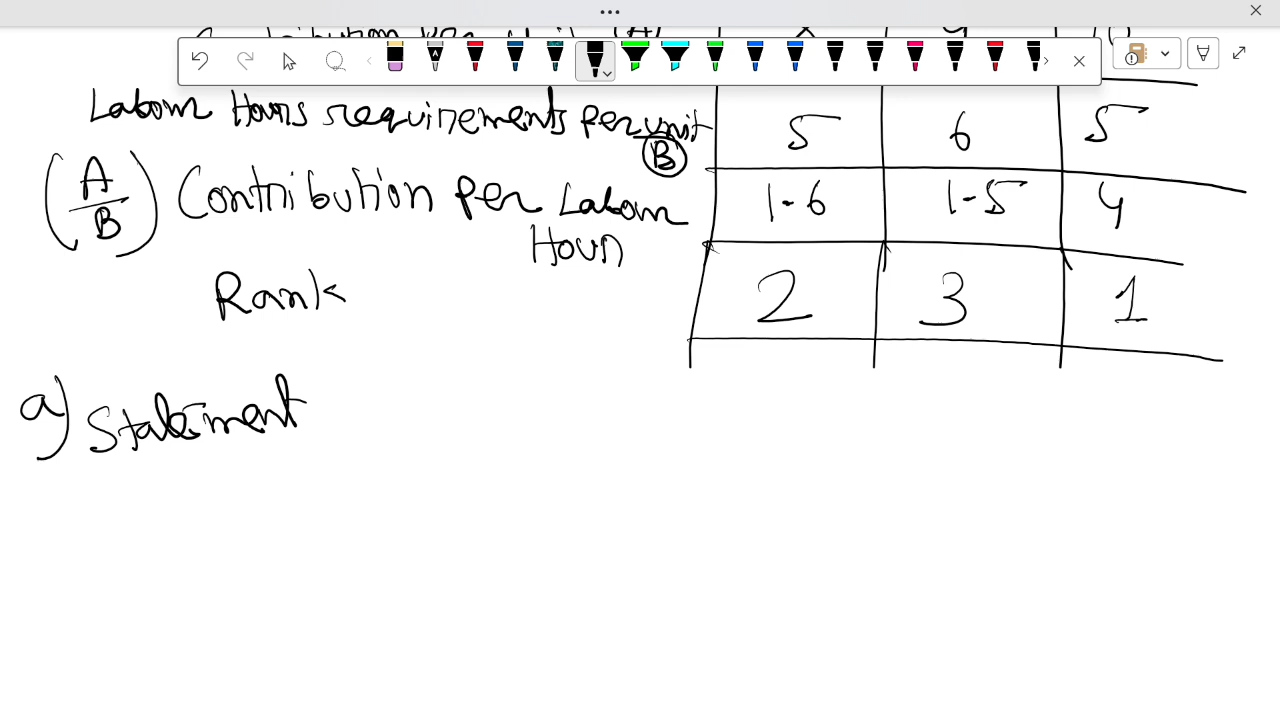 Labour Hours requirements per unit (B) 5 6 5
(A/B) Contribution per Labour Hour 1.6 1.5 4
Rank 2 3 1
a) Statement